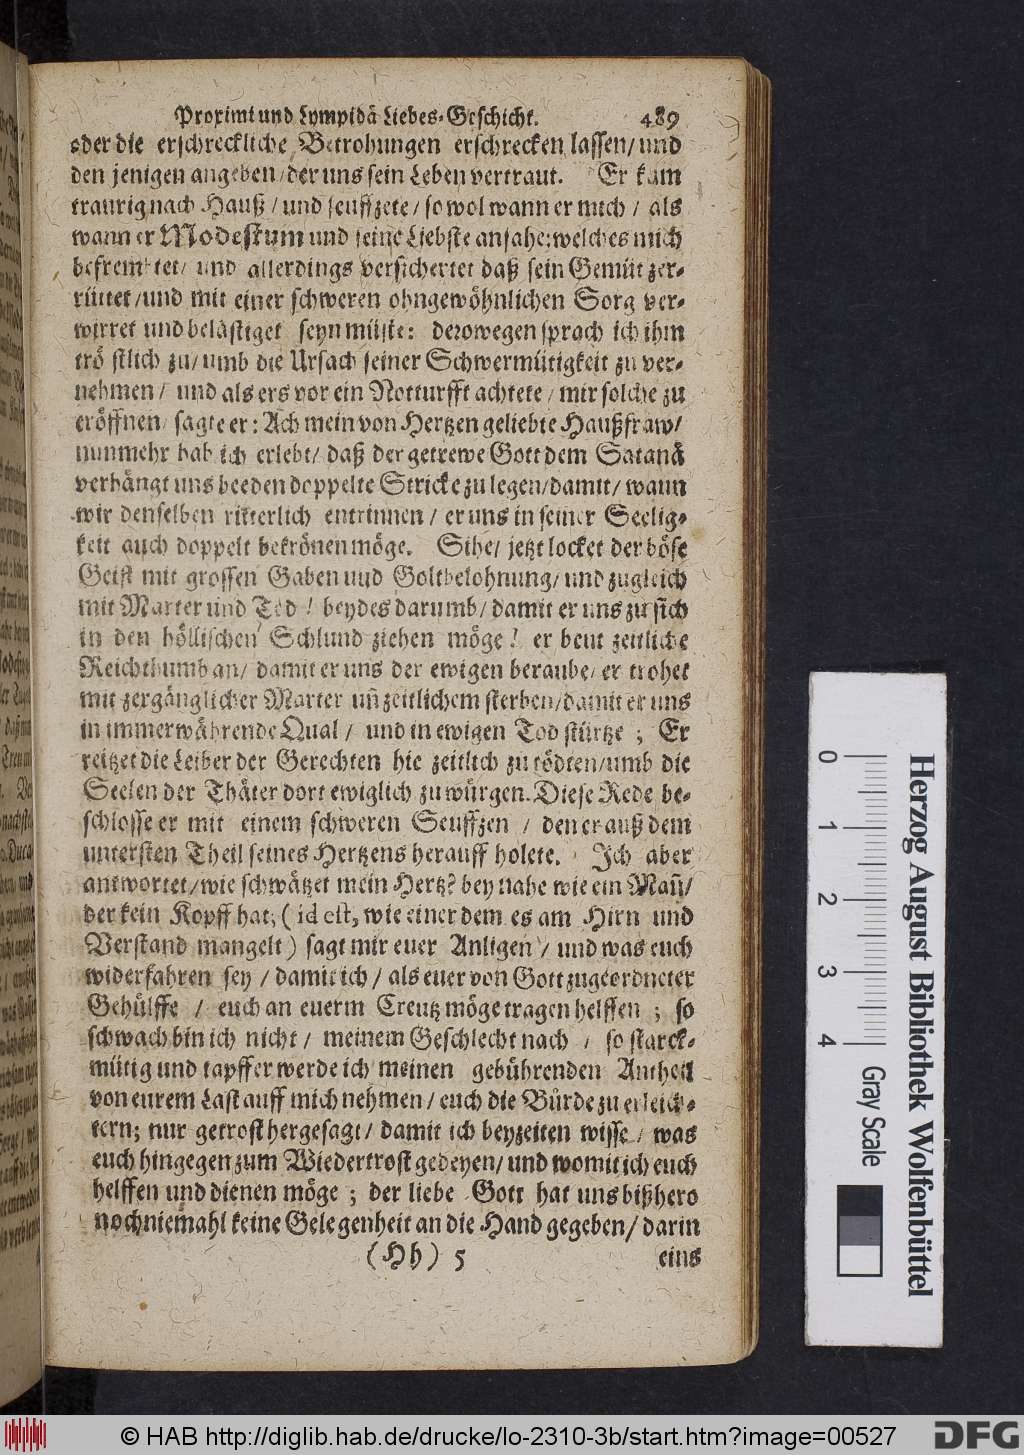 Proximi und Lympidâ Liebes-Geschicht. 489
oder die erschreckliche Betrohungen erschrecken lassen/ und
den jenigen angeben/ der uns sein Leben vertraut. Er kam
traurig nach Hauß / und seuffzete / so wol wann er mich / als
wann er Modestum und seine Liebste ansahe; welches mich
befremdtet/ und allerdings versichertet daß sein Gemüt zer-
rüttet / und mit einer schweren ohngewöhnlichen Sorg ver-
wirret und belästiget seyn müste: derowegen sprach ich ihm
tröstlich zu/ umb die Ursach seiner Schwermütigkeit zu ver-
nehmen / und als ers vor ein Notturfft achtete / mir solche zu
eröffnen/ sagte er: Ach mein von Hertzen geliebte Haußfraw/
nunmehr hab ich erlebt/ daß der getrewe Gott dem Satanā
verhängt uns beeden doppelte Stricke zu legen/ damit/ wann
wir denselben ritterlich entrinnen / er uns in seiner Seelig-
keit auch doppelt bekrönen möge. Sihe/ jetzt locket der böse
Geist mit grossen Gaben uud Goltbelohnung/ und zugleich
mit Marter und Tod! beydes darumb/ damit er uns zu sich
in den höllischen Schlund ziehen möge! er beut zeitliche
Reichthumb an/ damit er uns der ewigen beraube/ er trohet
mit zergänglicher Marter uñ zeitlichem sterben/ damit er uns
in immerwährende Qual / und in ewigen Tod stürtze ; Er
reitzet die Leiber der Gerechten hie zeitlich zu tödten/ umb die
Seelen der Thäter dort ewiglich zu würgen. Diese Rede be-
schlosse er mit einem schweren Seuffzen / den er auß dem
untersten Theil seines Hertzens herauff holete. Ich aber
antwortet/ wie schwätzet mein Hertz? bey nahe wie ein Mañ/
der kein Kopff hat, ( id est, wie einer dem es am Hirn und
Verstand mangelt ) sagt mir euer Anligen / und was euch
widerfahren sey / damit ich / als euer von Gott zugeordneter
Gehülffe / euch an euerm Creutz möge tragen helffen ; so
schwach bin ich nicht / meinem Geschlecht nach / so starck-
mütig und tapffer werde ich meinen gebührenden Antheil
von eurem Last auff mich nehmen / euch die Bürde zu erleich-
tern; nur getrost hergesagt/ damit ich beyzeiten wisse / was
euch hingegen zum Wiedertrost gedeyen/ und womit ich euch
helffen und dienen möge ; der liebe Gott hat uns bißhero
noch niemahl keine Gelegenheit an die Hand gegeben/ darin
(Hh) 5 eins
0 1 2 3 4
Herzog August Bibliothek Wolfenbüttel
Gray Scale
© HAB http://diglib.hab.de/drucke/lo-2310-3b/start.htm?image=00527
DFG